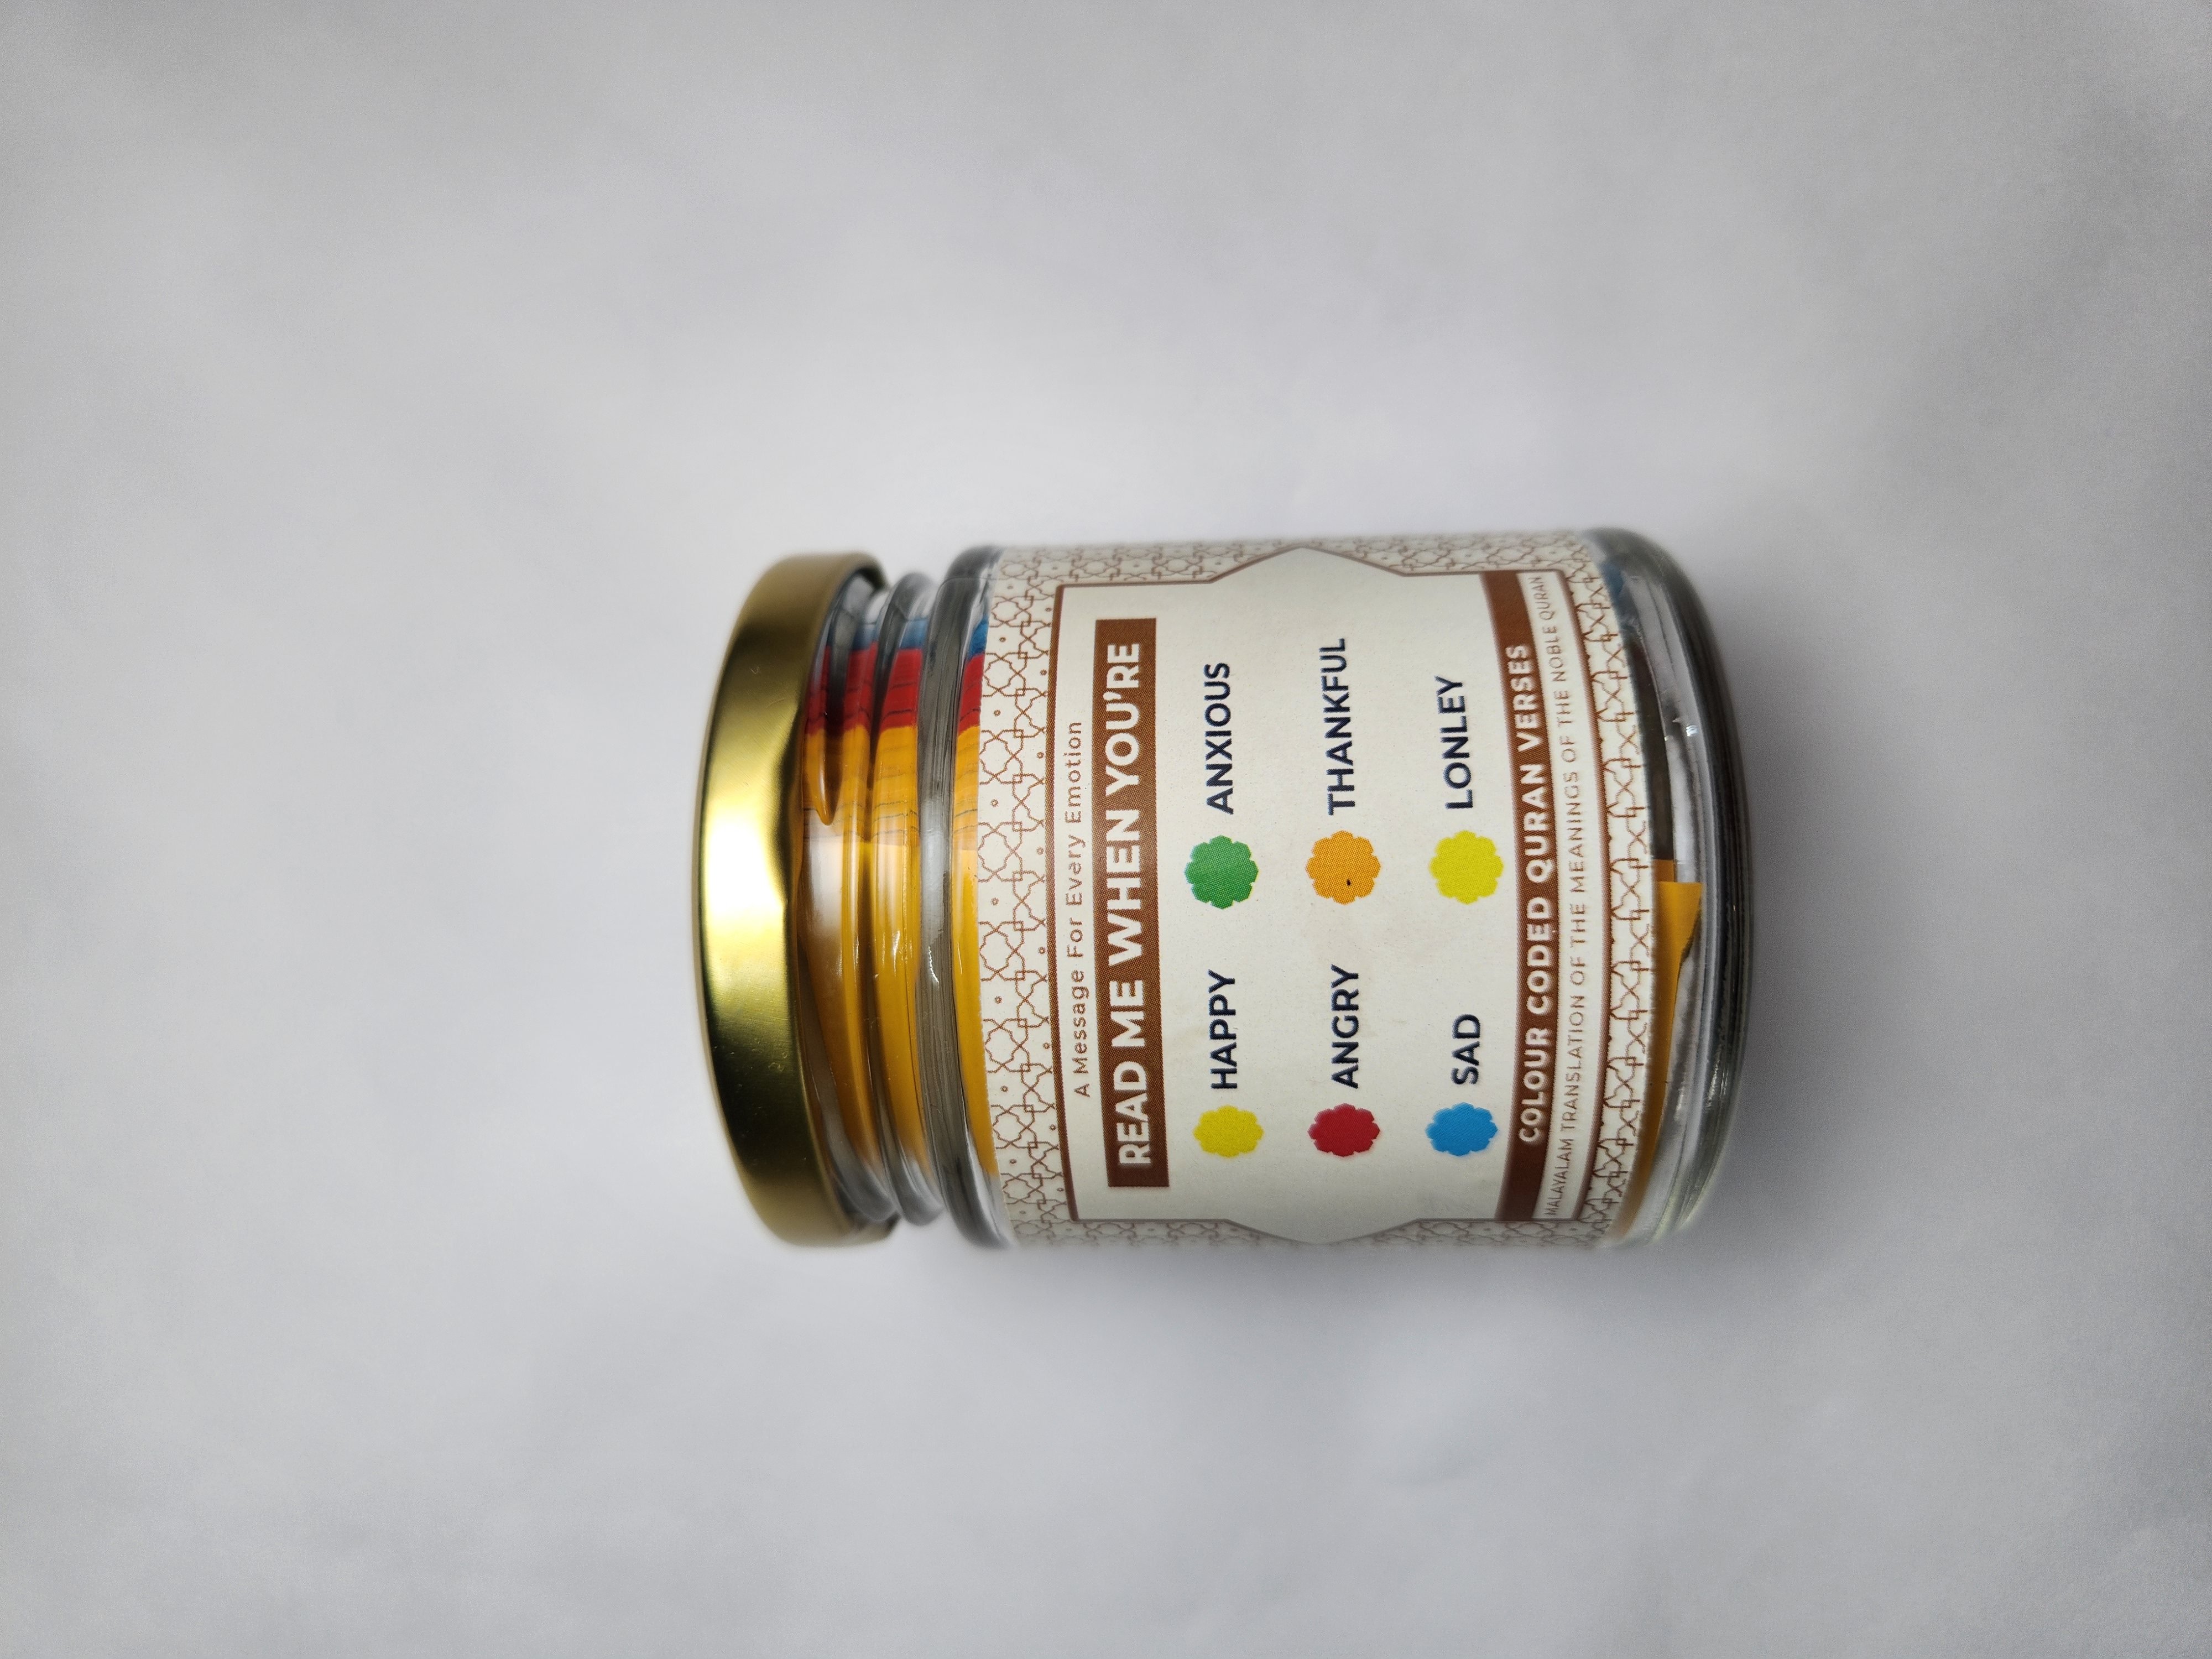 A Message For Every Emotion
READ ME WHEN YOU'RE
HAPPY ANXIOUS
ANGRY THANKFUL
SAD LONLEY
COLOUR CODED QURAN VERSES
MALAYALAM TRANSLATION OF THE MEANINGS OF THE NOBLE QURAN